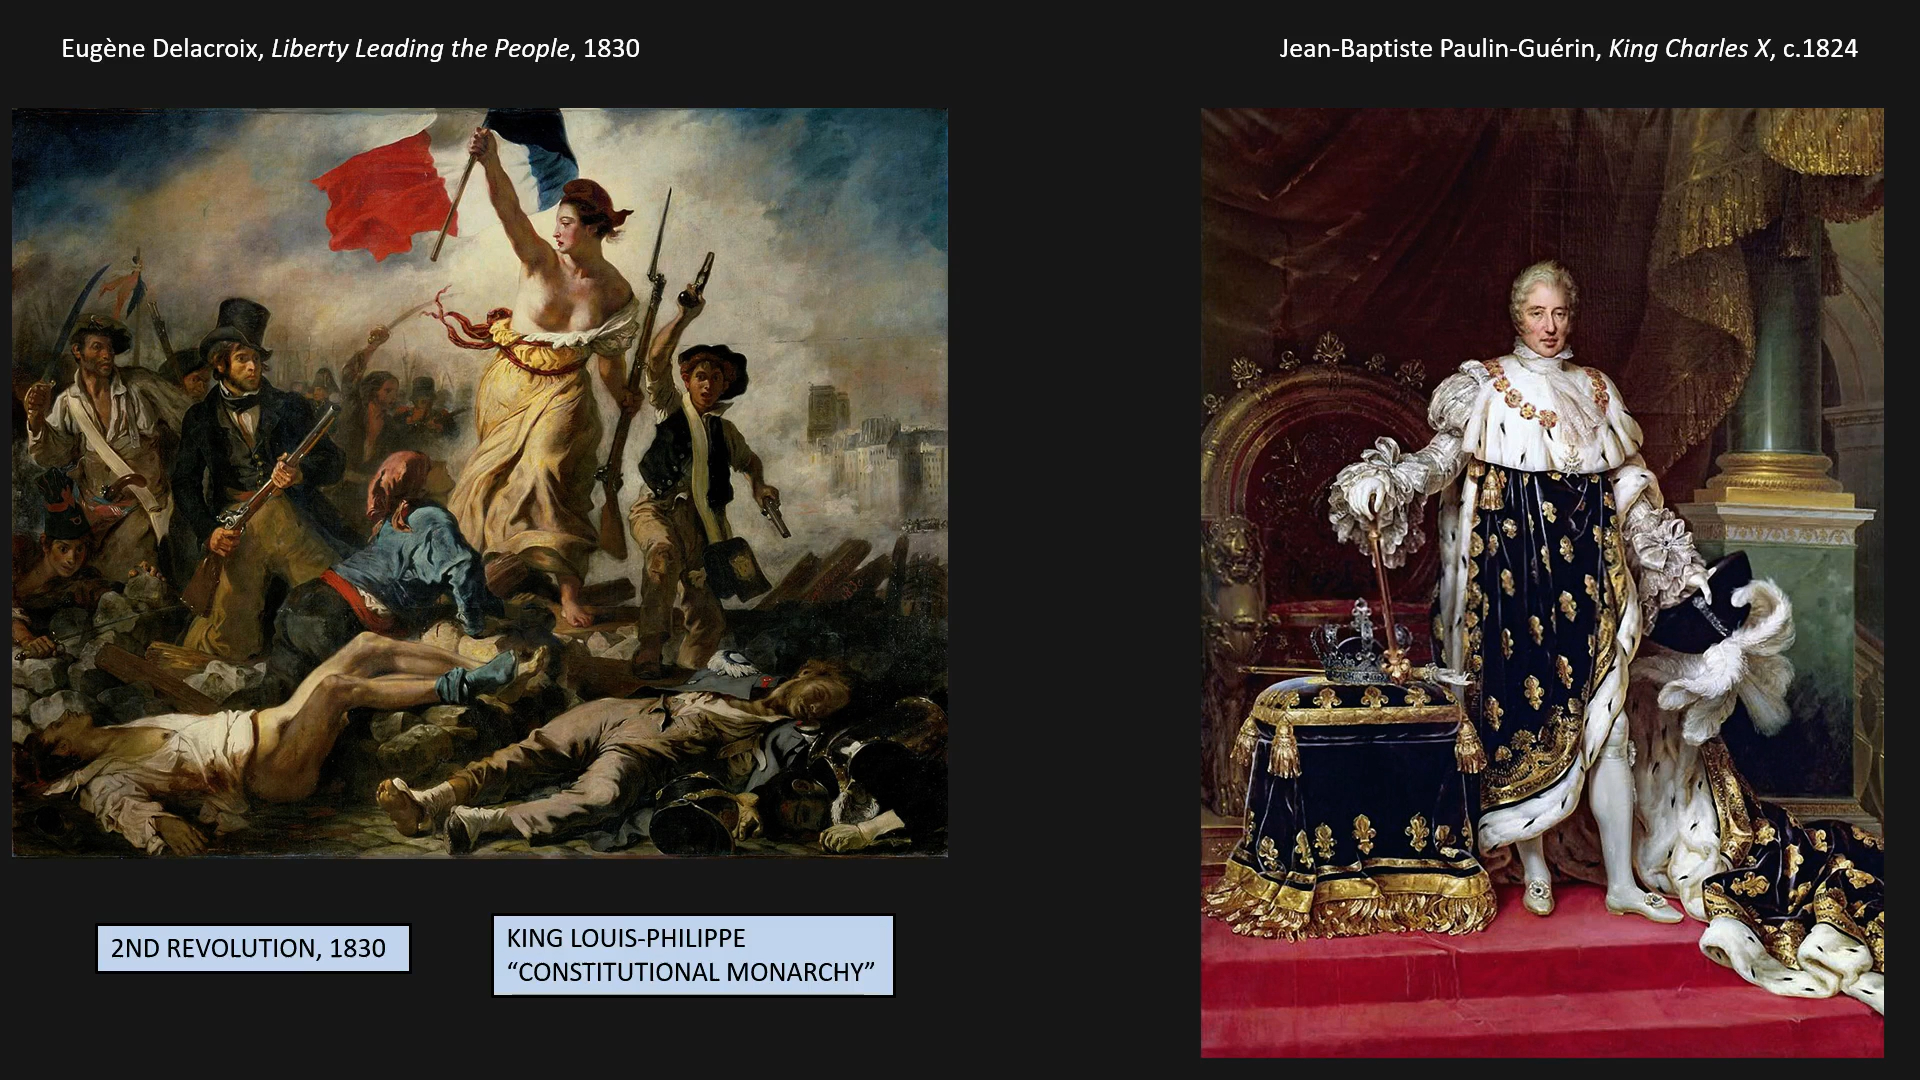 Eugène Delacroix, Liberty Leading the People, 1830
Jean-Baptiste Paulin-Guérin, King Charles X, c.1824
2ND REVOLUTION, 1830
KING LOUIS-PHILIPPE
“CONSTITUTIONAL MONARCHY”